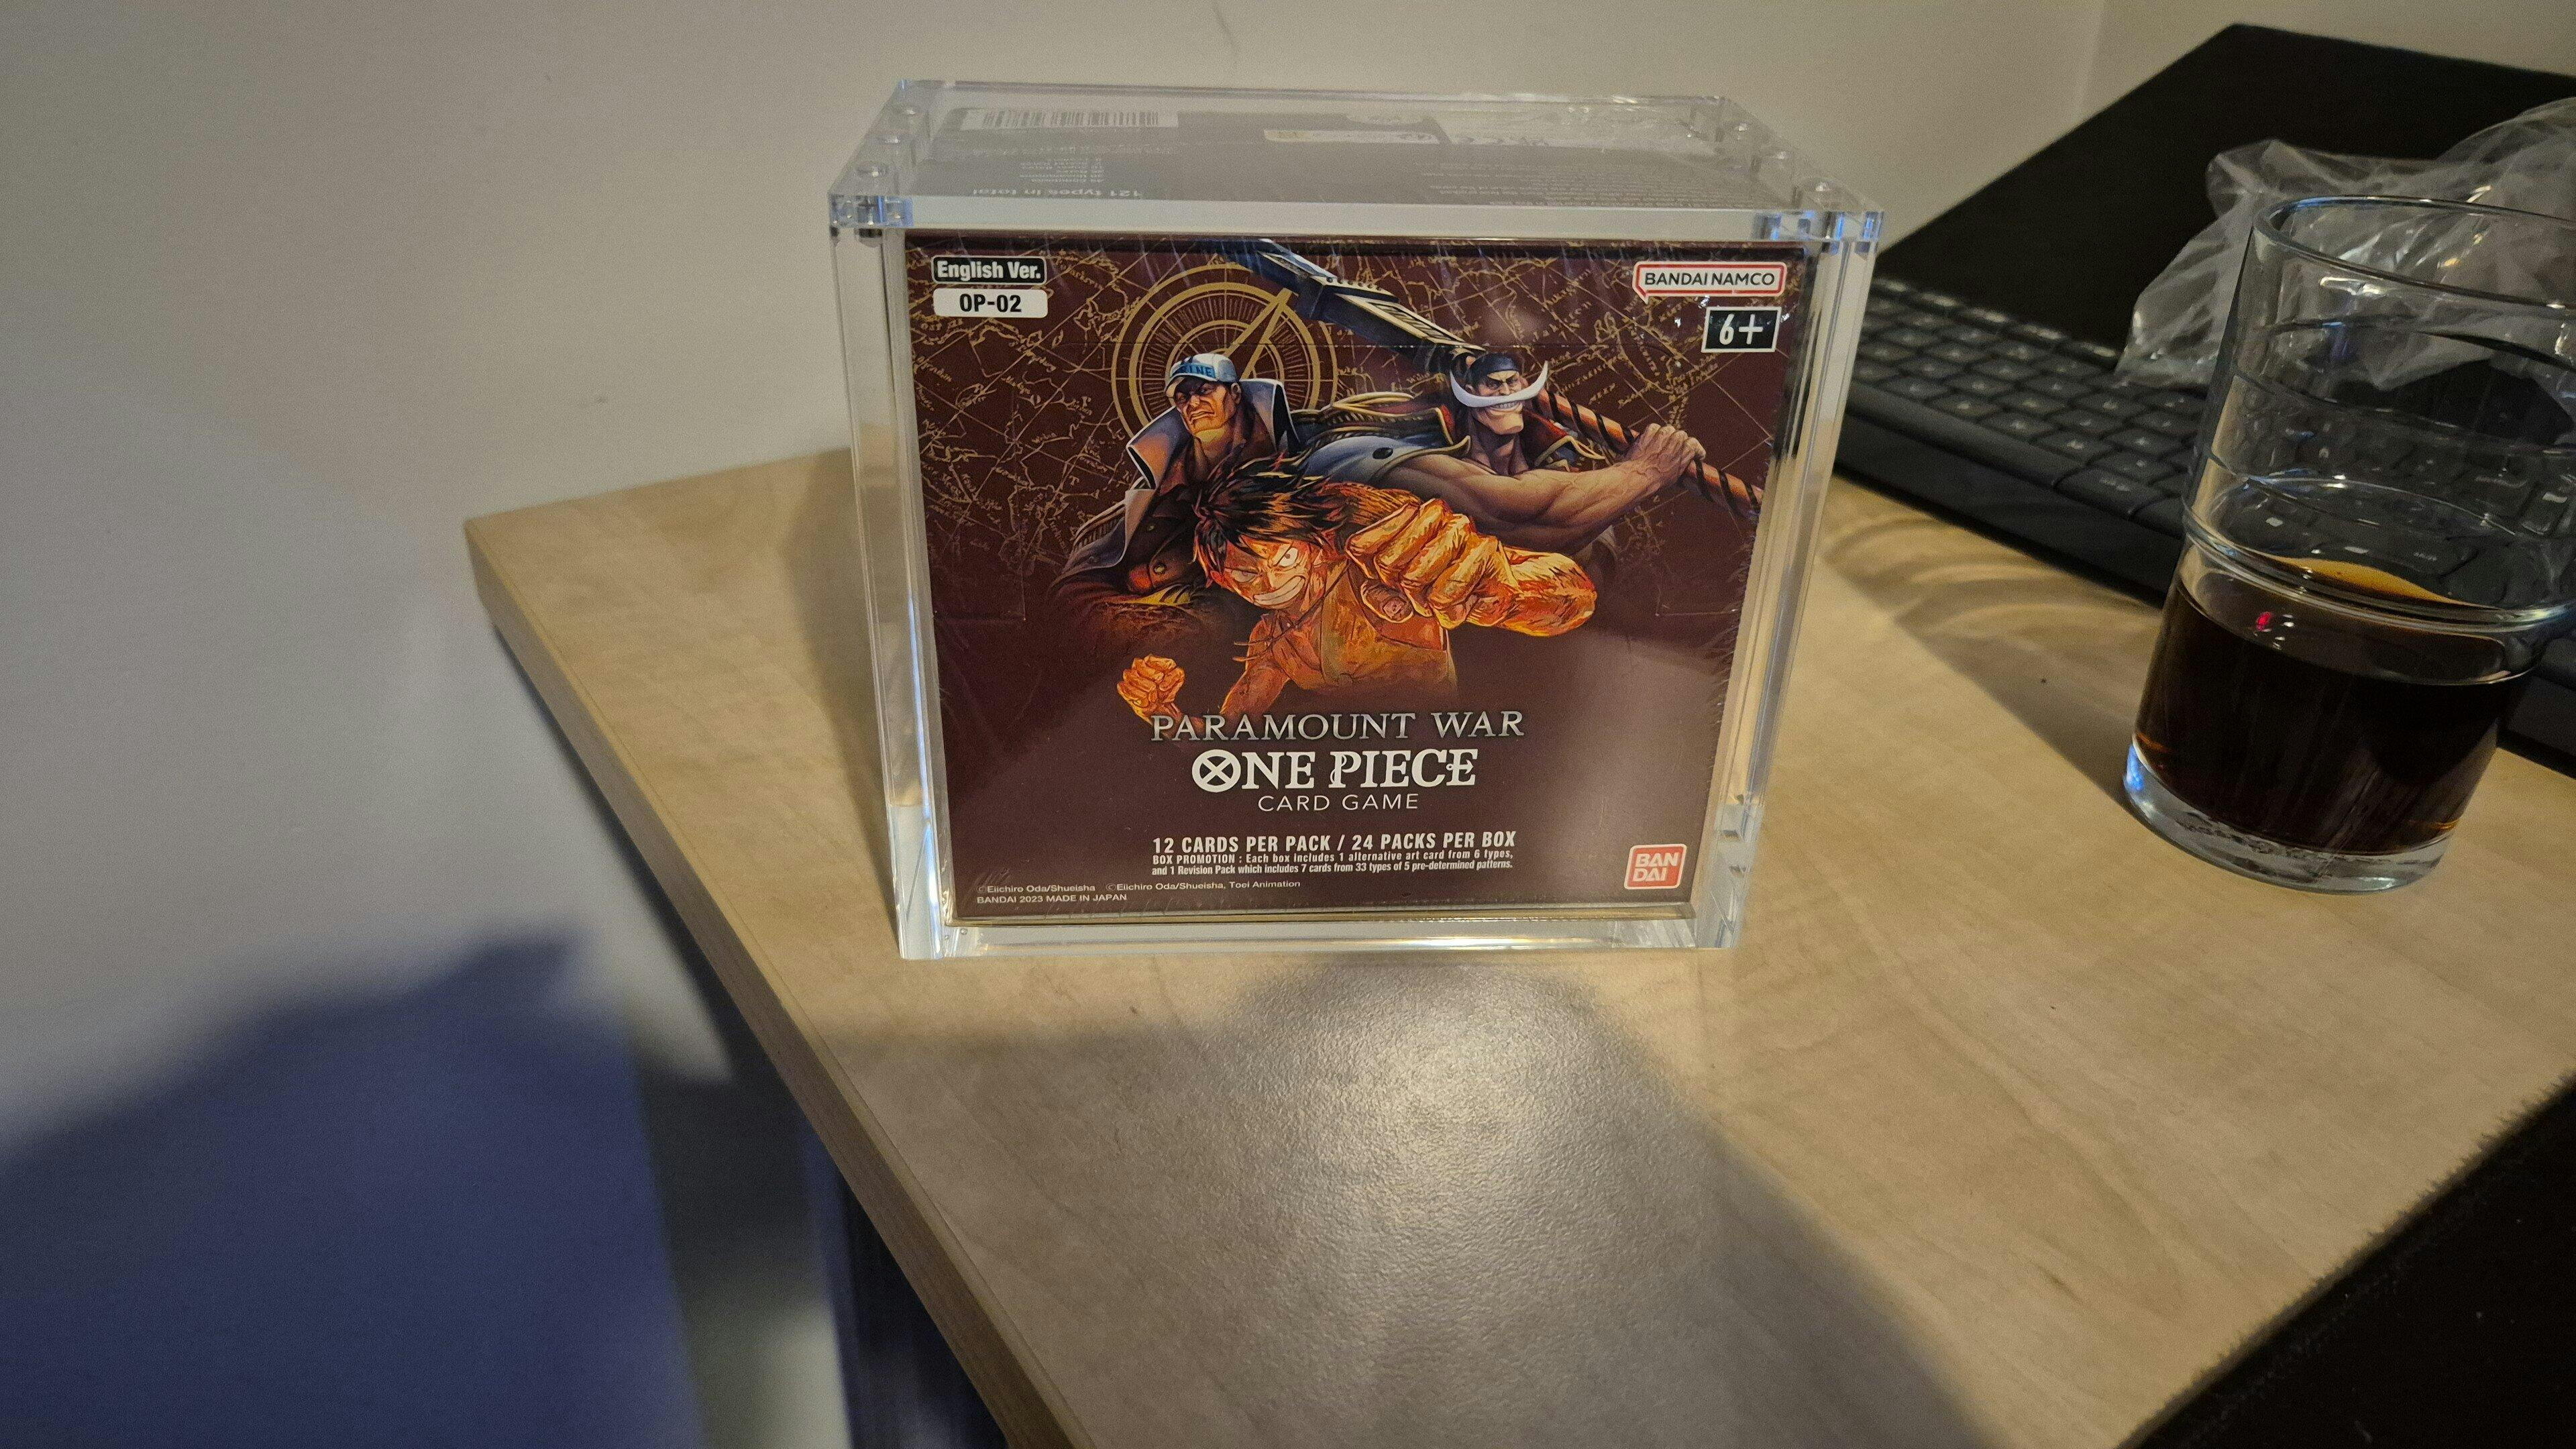 121 types in total
English Ver.
OP-02
BANDAI NAMCO
6+
PARAMOUNT WAR
ONE PIECE
CARD GAME
12 CARDS PER PACK / 24 PACKS PER BOX
BOX PROMOTION : Each box includes 1 alternative art card from 6 types,
and 1 Revision Pack which includes 7 cards from 33 types of 5 pre-determined patterns.
©Eiichiro Oda/Shueisha ©Eiichiro Oda/Shueisha, Toei Animation
BANDAI 2023 MADE IN JAPAN
BAN
DAI